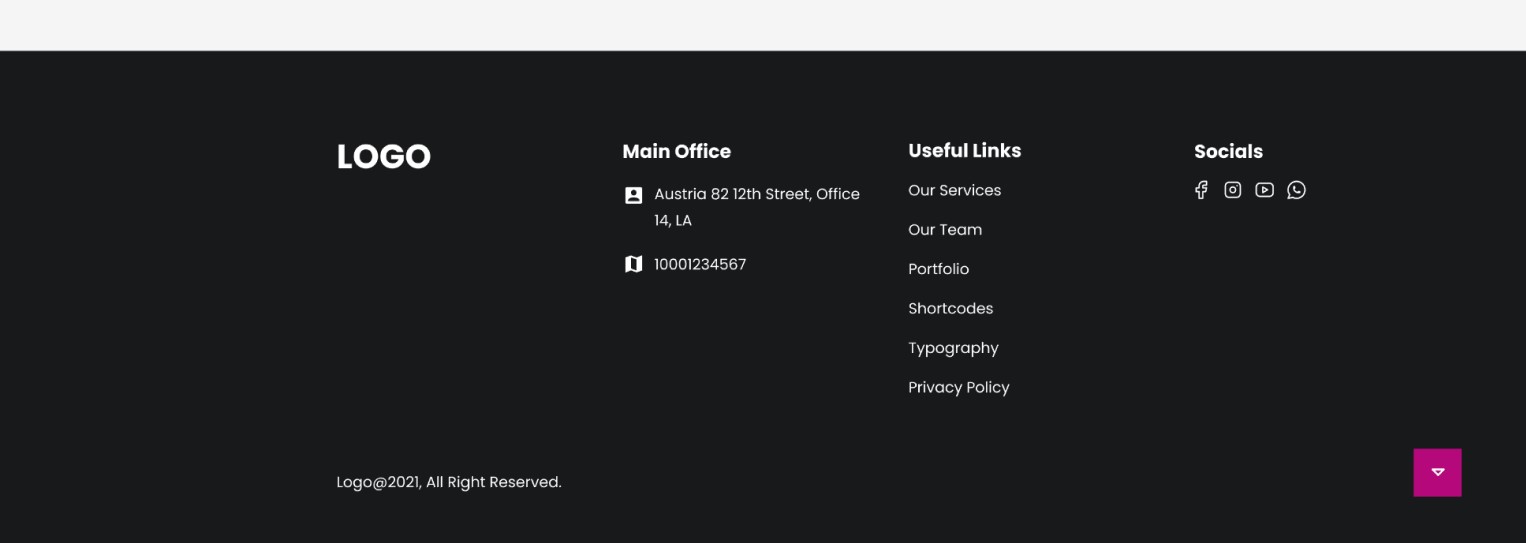 LOGO
Main Office
Austria 82 12th Street, Office
14, LA
10001234567
Useful Links
Our Services
Our Team
Portfolio
Shortcodes
Typography
Privacy Policy
Socials
Logo@2021, All Right Reserved.